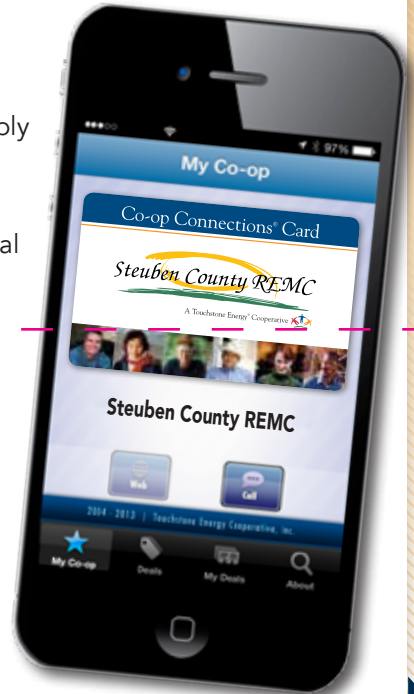 ply
al
97%
My Co-op
Co-op Connections® Card
Steuben County REMC
A Touchstone Energy® Cooperative
Steuben County REMC
Web
Call
2004 - 2013 | Touchstone Energy Cooperative, inc.
My Co-op
Deals
My Deals
About